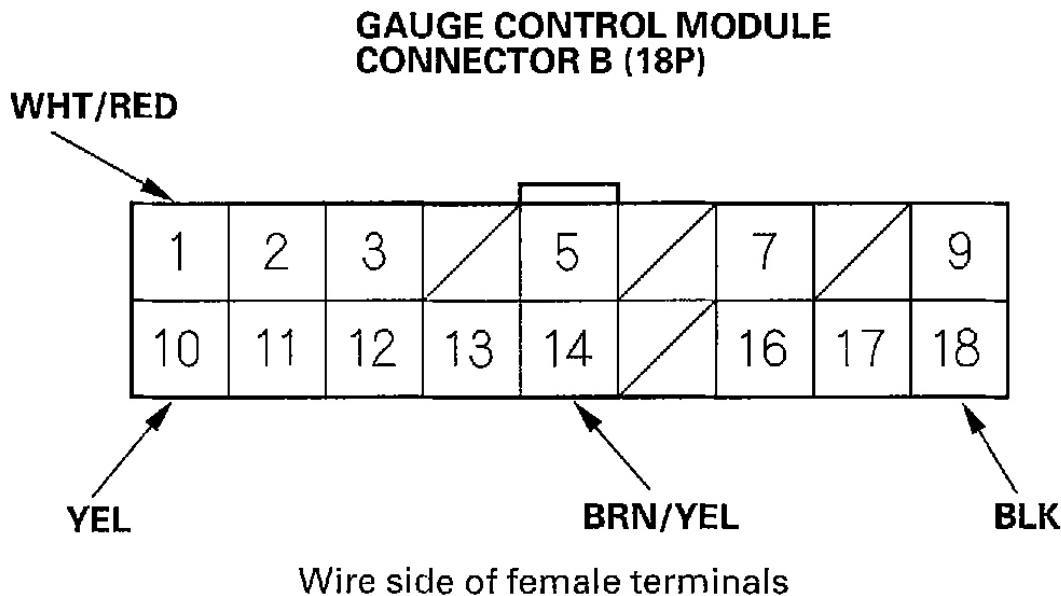 GAUGE CONTROL MODULE
CONNECTOR B (18P)
WHT/RED
1 2 3 5 7 9
10 11 12 13 14 16 17 18
YEL BRN/YEL BLK
Wire side of female terminals